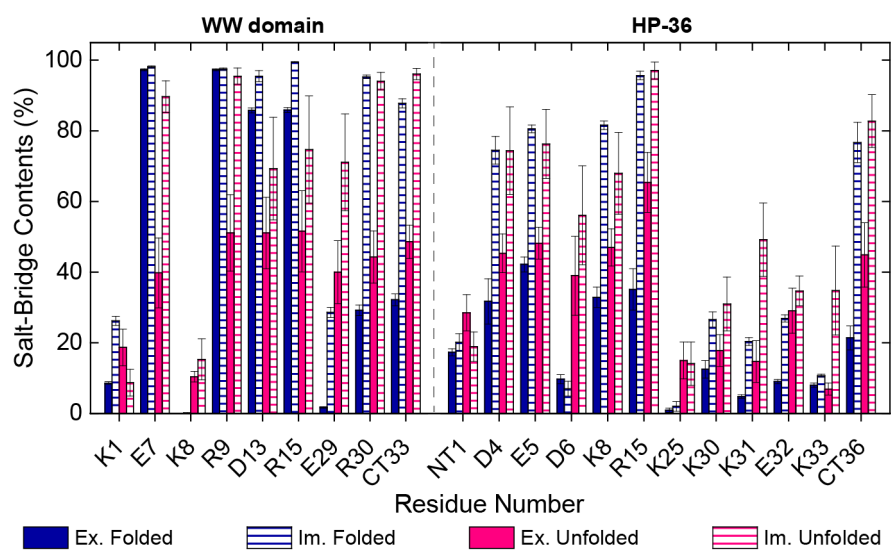 WW domain HP-36
Salt-Bridge Contents (%)
100
80
60
40
20
0
K1 E7 K8 R9 D13 R15 E29 R30 CT33 NT1 D4 E5 D6 K8 R15 K25 K30 K31 E32 K33 CT36
Residue Number
Ex. Folded Im. Folded Ex. Unfolded Im. Unfolded